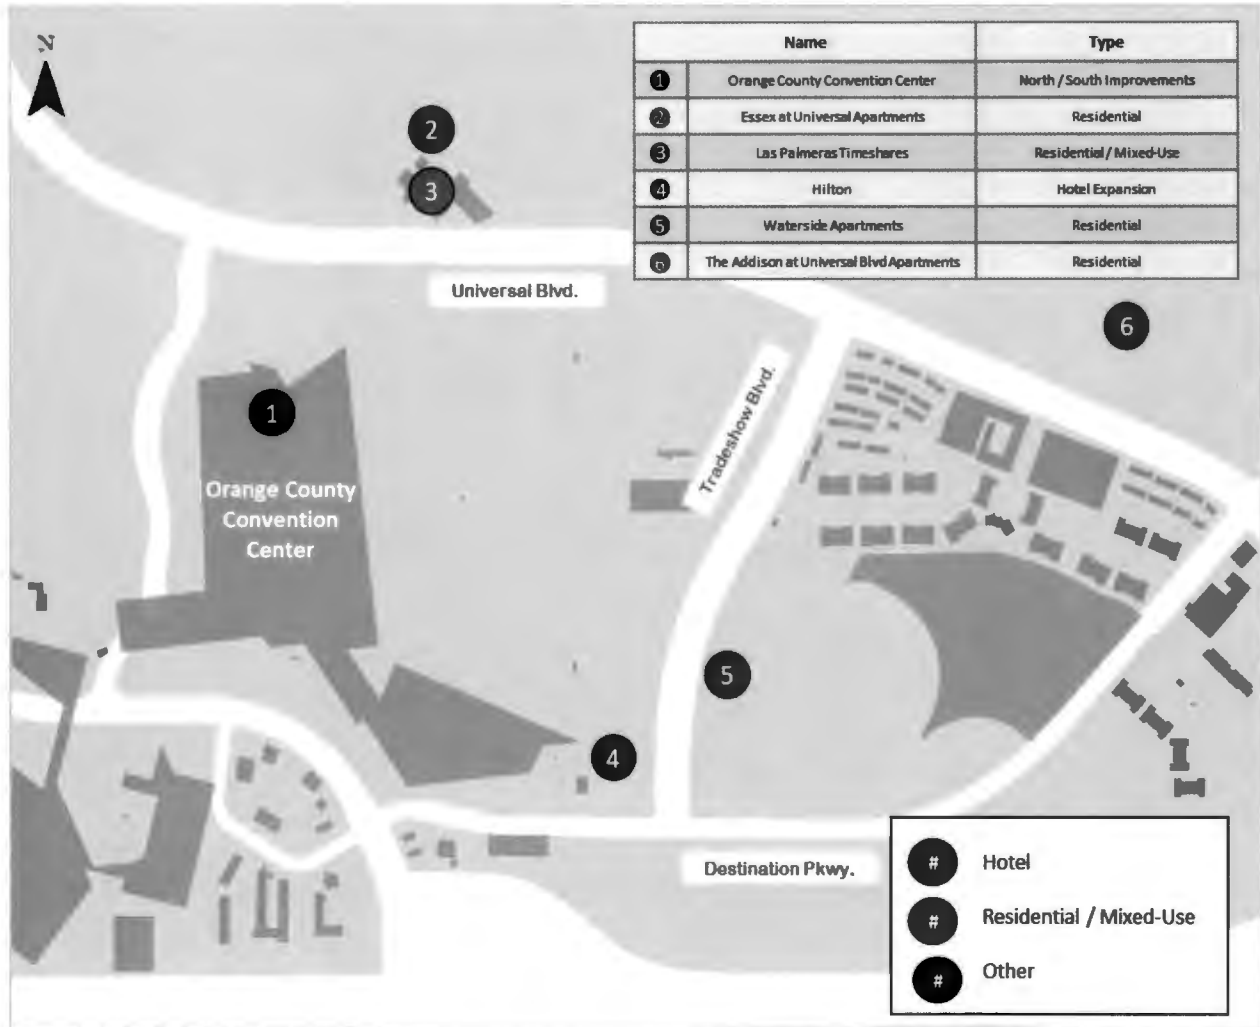 N
Name Type
1 Orange County Convention Center North / South Improvements
2 Essex at Universal Apartments Residential
3 Las Palmeras Timeshares Residential / Mixed-Use
4 Hilton Hotel Expansion
5 Waterside Apartments Residential
6 The Addison at Universal Blvd Apartments Residential
2
3
Universal Blvd.
6
Tradeshow Blvd.
1
Orange County
Convention
Center
5
4
Destination Pkwy.
# Hotel
# Residential / Mixed-Use
# Other